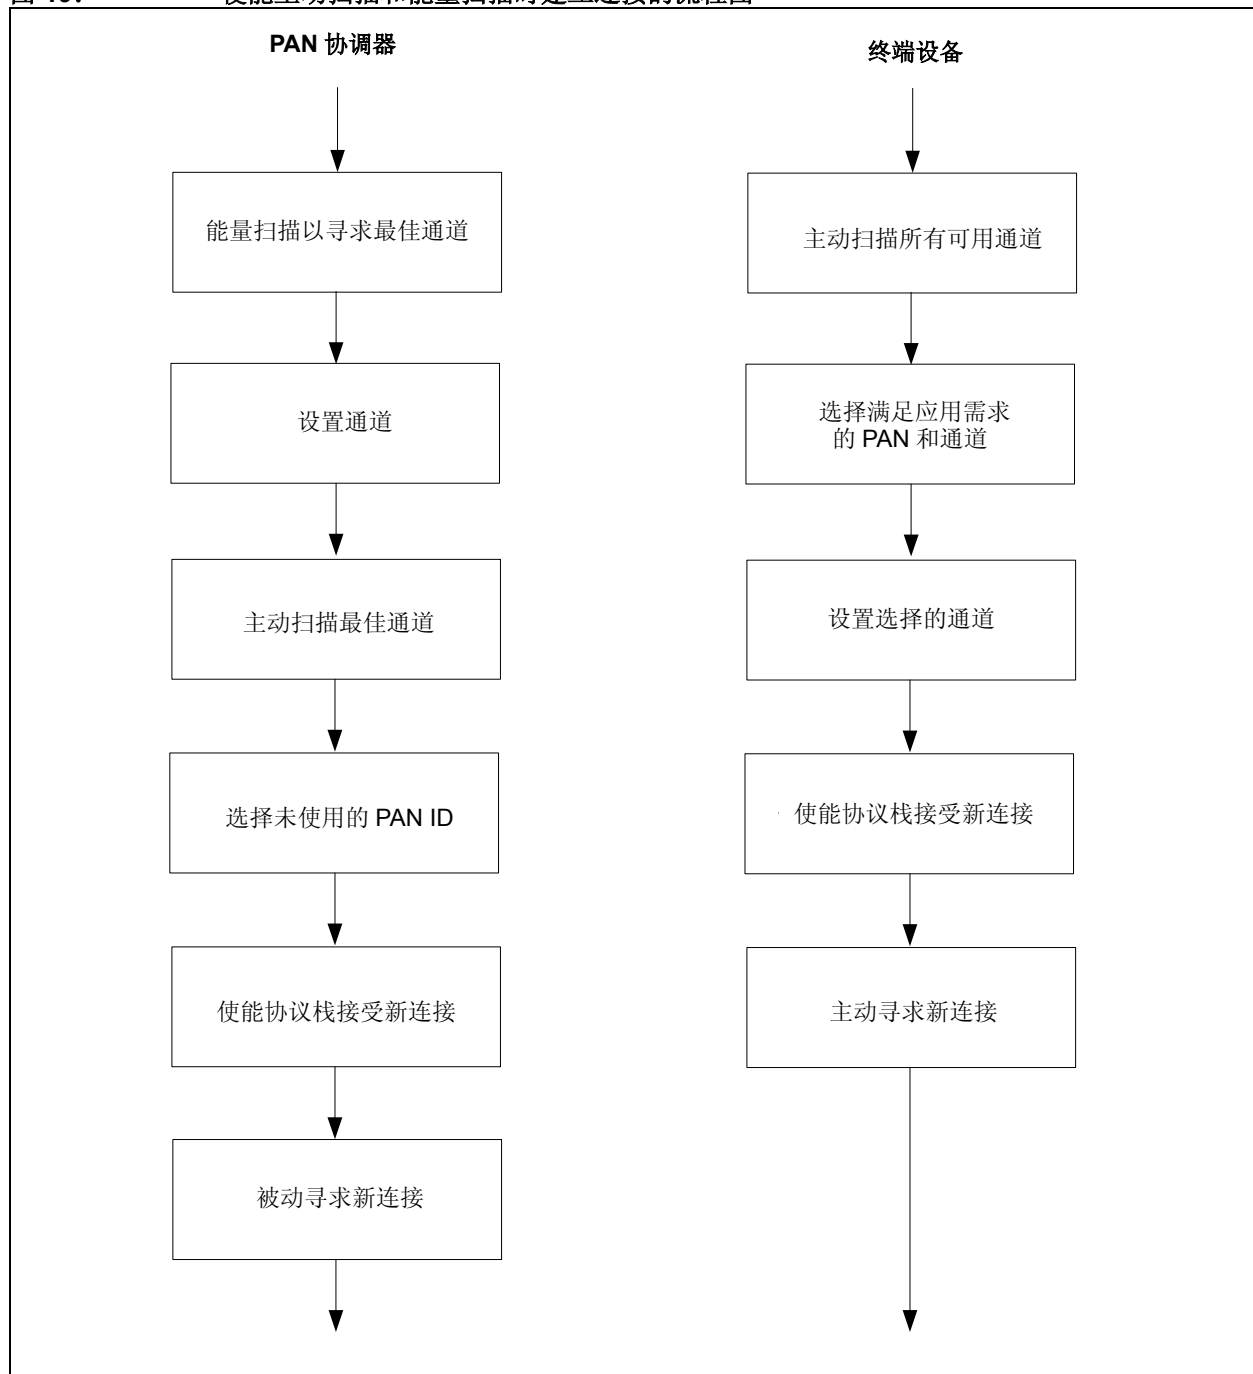 PAN 协调器
终端设备
能量扫描以寻求最佳通道
主动扫描所有可用通道
设置通道
选择满足应用需求
的 PAN 和通道
主动扫描最佳通道
设置选择的通道
选择未使用的 PAN ID
使能协议栈接受新连接
使能协议栈接受新连接
主动寻求新连接
被动寻求新连接